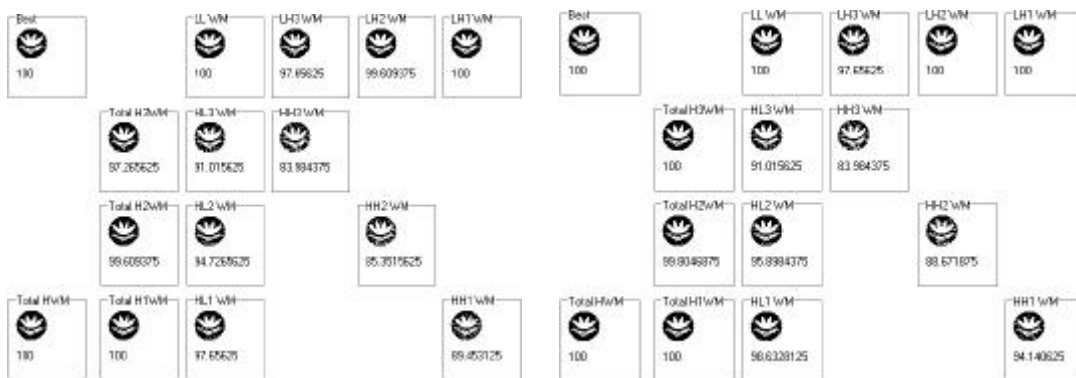 Best LL WM LH3 WM LH2 WM LH1 WM
100 100 97.65625 99.609375 100
Total H3WM HL3 WM HH3 WM
97.265625 91.015625 83.984375
Total H2WM HL2 WM HH2 WM
99.609375 94.7265625 85.3515625
Total HWM Total H1WM HL1 WM HH1 WM
100 100 97.65625 89.453125
Best LL WM LH3 WM LH2 WM LH1 WM
100 100 97.65625 100 100
Total H3WM HL3 WM HH3 WM
100 91.015625 83.984375
Total H2WM HL2 WM HH2 WM
99.8046875 95.8984375 88.671875
Total HWM Total H1WM HL1 WM HH1 WM
100 100 98.6328125 94.140625